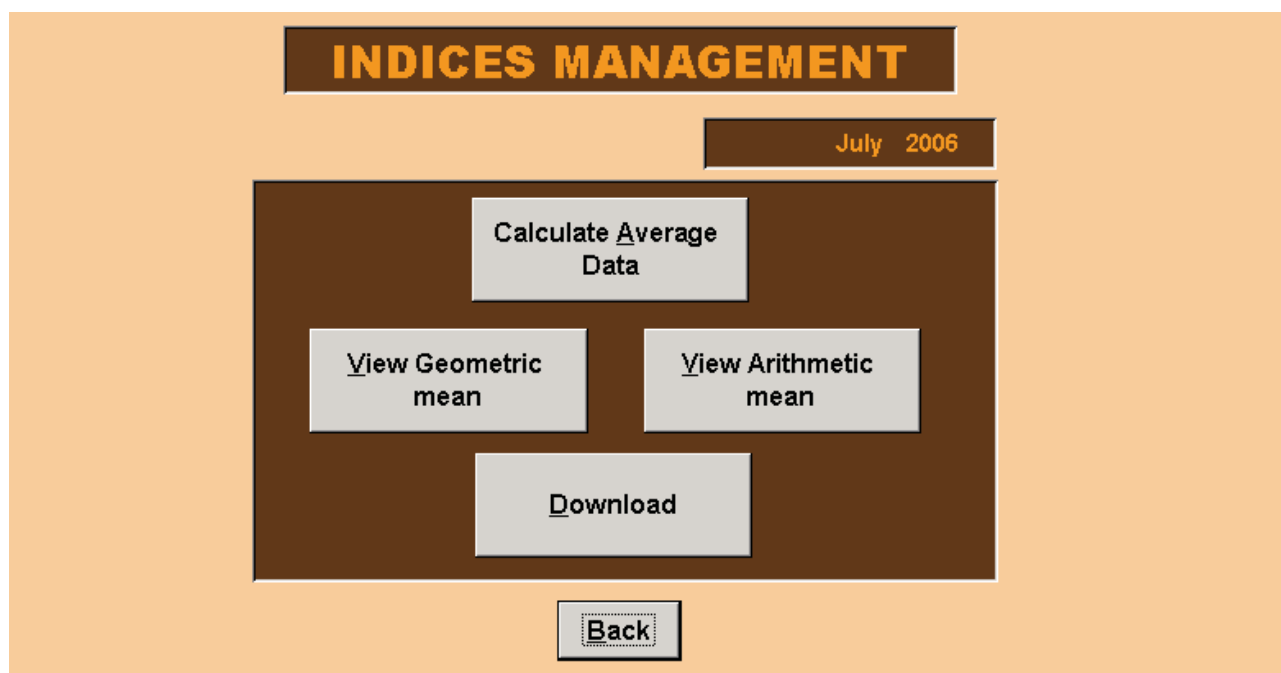 INDICES MANAGEMENT
July 2006
Calculate Average
Data
View Geometric
mean
View Arithmetic
mean
Download
Back